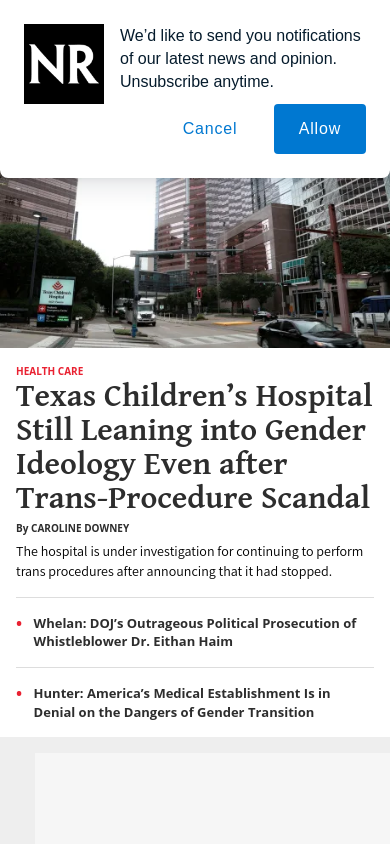 NR
We’d like to send you notifications
of our latest news and opinion.
Unsubscribe anytime.
Cancel
Allow
Texas Children's
Hospital
HEALTH CARE
Texas Children’s Hospital
Still Leaning into Gender
Ideology Even after
Trans-Procedure Scandal
By CAROLINE DOWNEY
The hospital is under investigation for continuing to perform
trans procedures after announcing that it had stopped.
• Whelan: DOJ’s Outrageous Political Prosecution of
Whistleblower Dr. Eithan Haim
• Hunter: America’s Medical Establishment Is in
Denial on the Dangers of Gender Transition